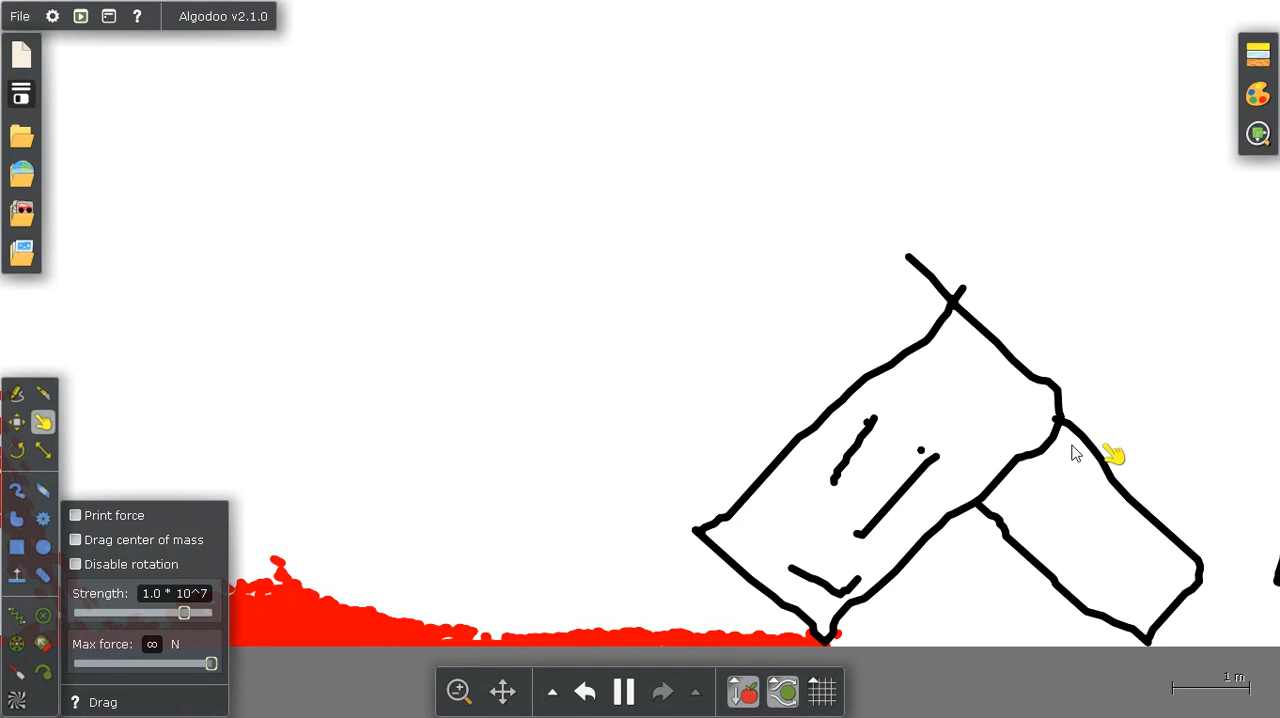 File ? Algodoo v2.1.0
Print force
Drag center of mass
Disable rotation
Strength: 1.0 * 10^7
Max force: ∞ N
? Drag
1 m